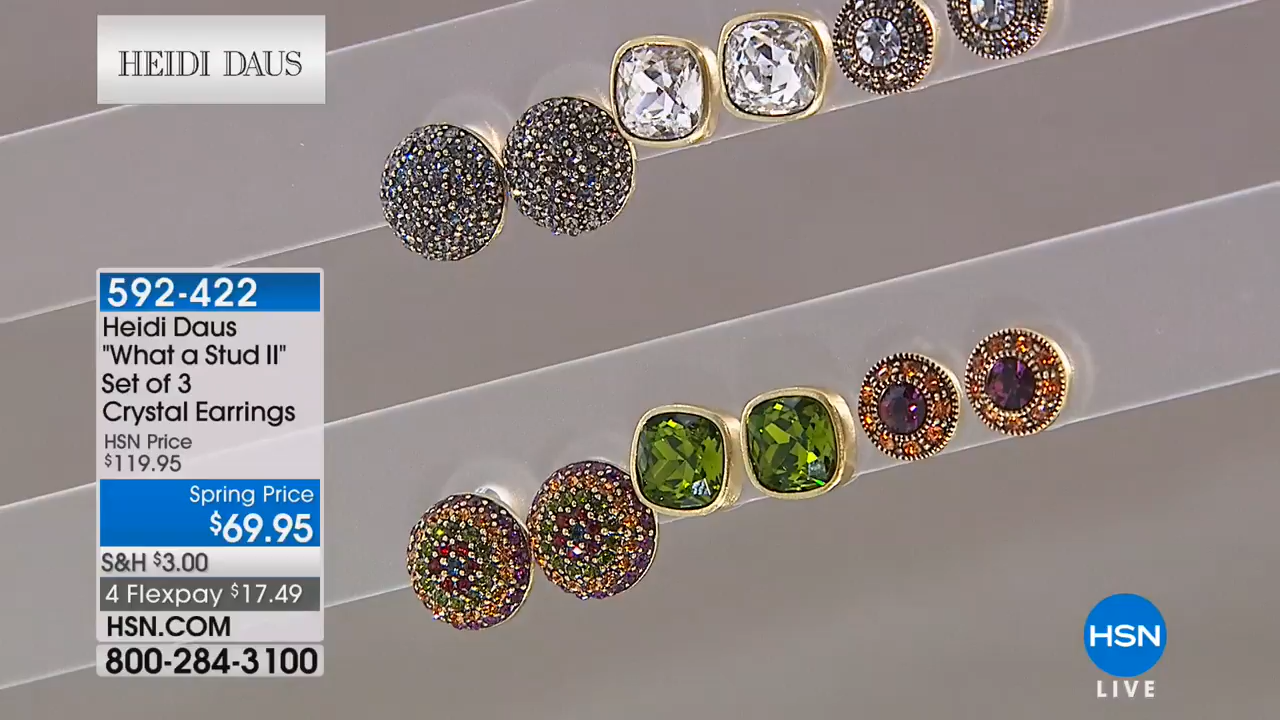 HEIDI DAUS
592-422
Heidi Daus
"What a Stud II"
Set of 3
Crystal Earrings
HSN Price
$119.95
Spring Price
$69.95
S&H $3.00
4 Flexpay $17.49
HSN.COM
800-284-3100
HSN
LIVE